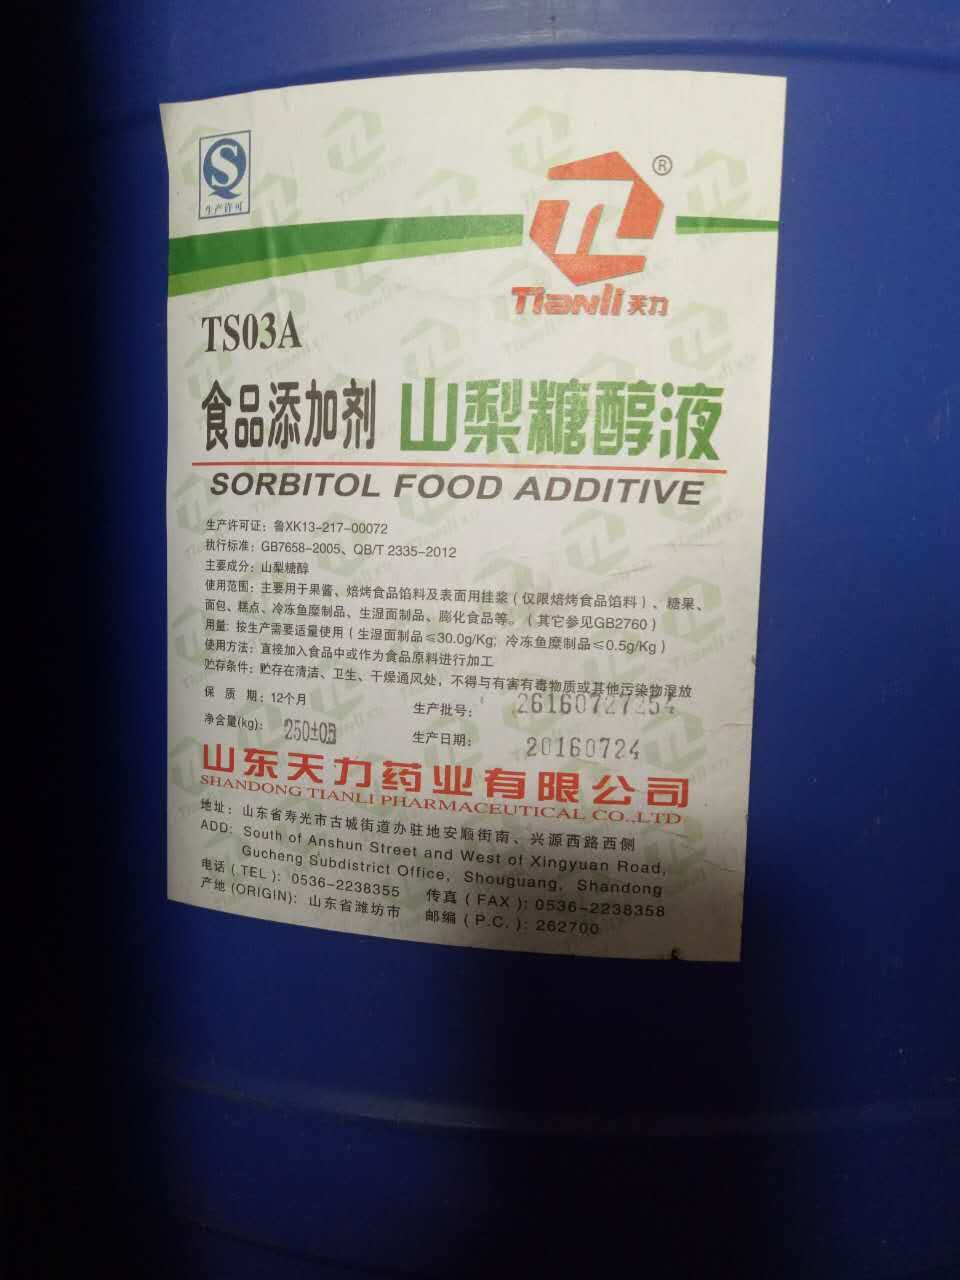 生产许可
®
Tianli天力
TS03A
食品添加剂 山梨糖醇液
SORBITOL FOOD ADDITIVE
生产许可证：鲁XK13-217-00072
执行标准：GB7658-2005、QB/T 2335-2012
主要成分：山梨糖醇
使用范围：主要用于果酱、焙烤食品馅料及表面用挂浆（仅限焙烤食品馅料）、糖果、
面包、糕点、冷冻鱼糜制品、生湿面制品、膨化食品等。（其它参见GB2760）
用量：按生产需要适量使用（生湿面制品≤30.0g/Kg；冷冻鱼糜制品≤0.5g/Kg）
使用方法：直接加入食品中或作为食品原料进行加工
贮存条件：贮存在清洁、卫生、干燥通风处，不得与有害有毒物质或其他污染物混放
保 质 期：12个月 生产批号：
净含量(kg)： 生产日期：20160724
山东天力药业有限公司
SHANDONG TIANLI PHARMACEUTICAL CO.,LTD
地址：山东省寿光市古城街道办驻地安顺街南、兴源西路西侧
ADD: South of Anshun Street and West of Xingyuan Road,
Gucheng Subdistrict Office, Shouguang, Shandong
电话(TEL)：0536-2238355 传真(FAX)：0536-2238358
产地(ORIGIN)：山东省潍坊市 邮编(P.C.)：262700